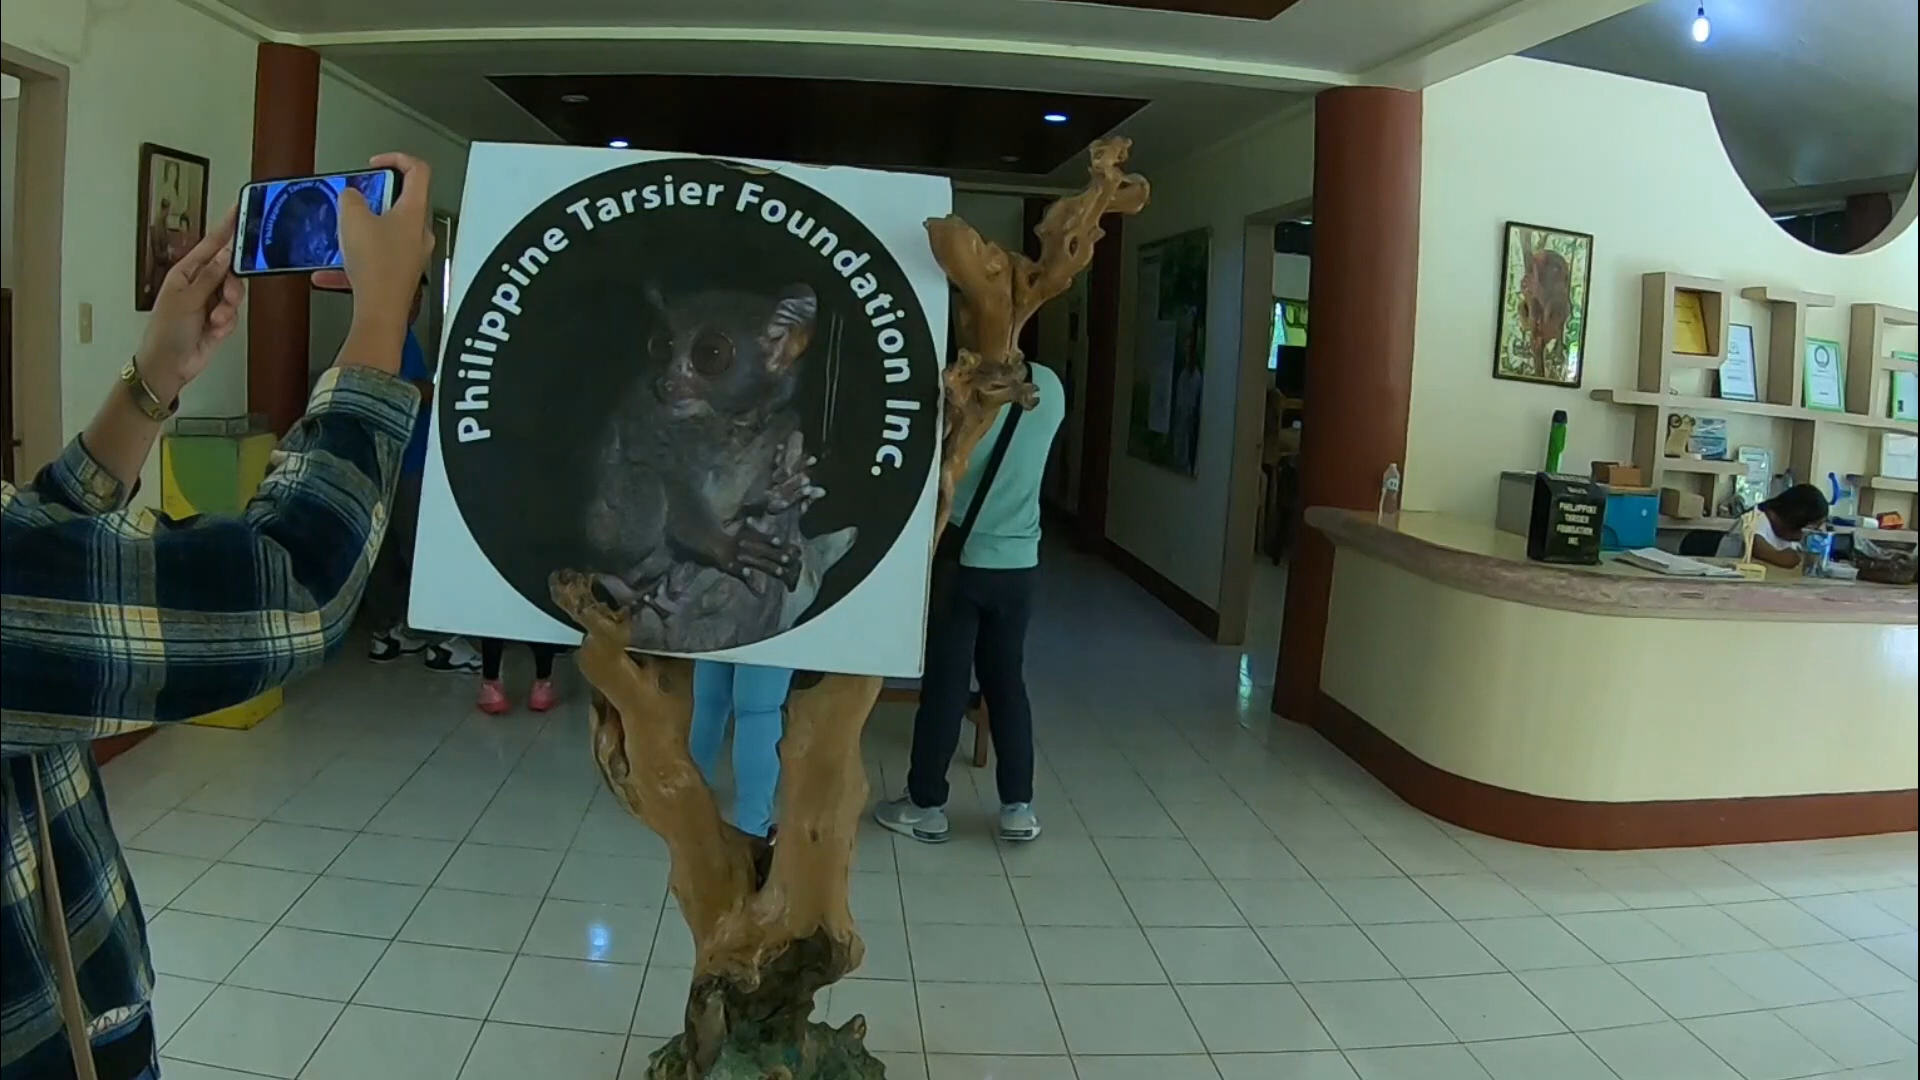 Philippine Tarsier Foundation Inc.
PHILIPPINE
TARSIER
FOUNDATION
INC.